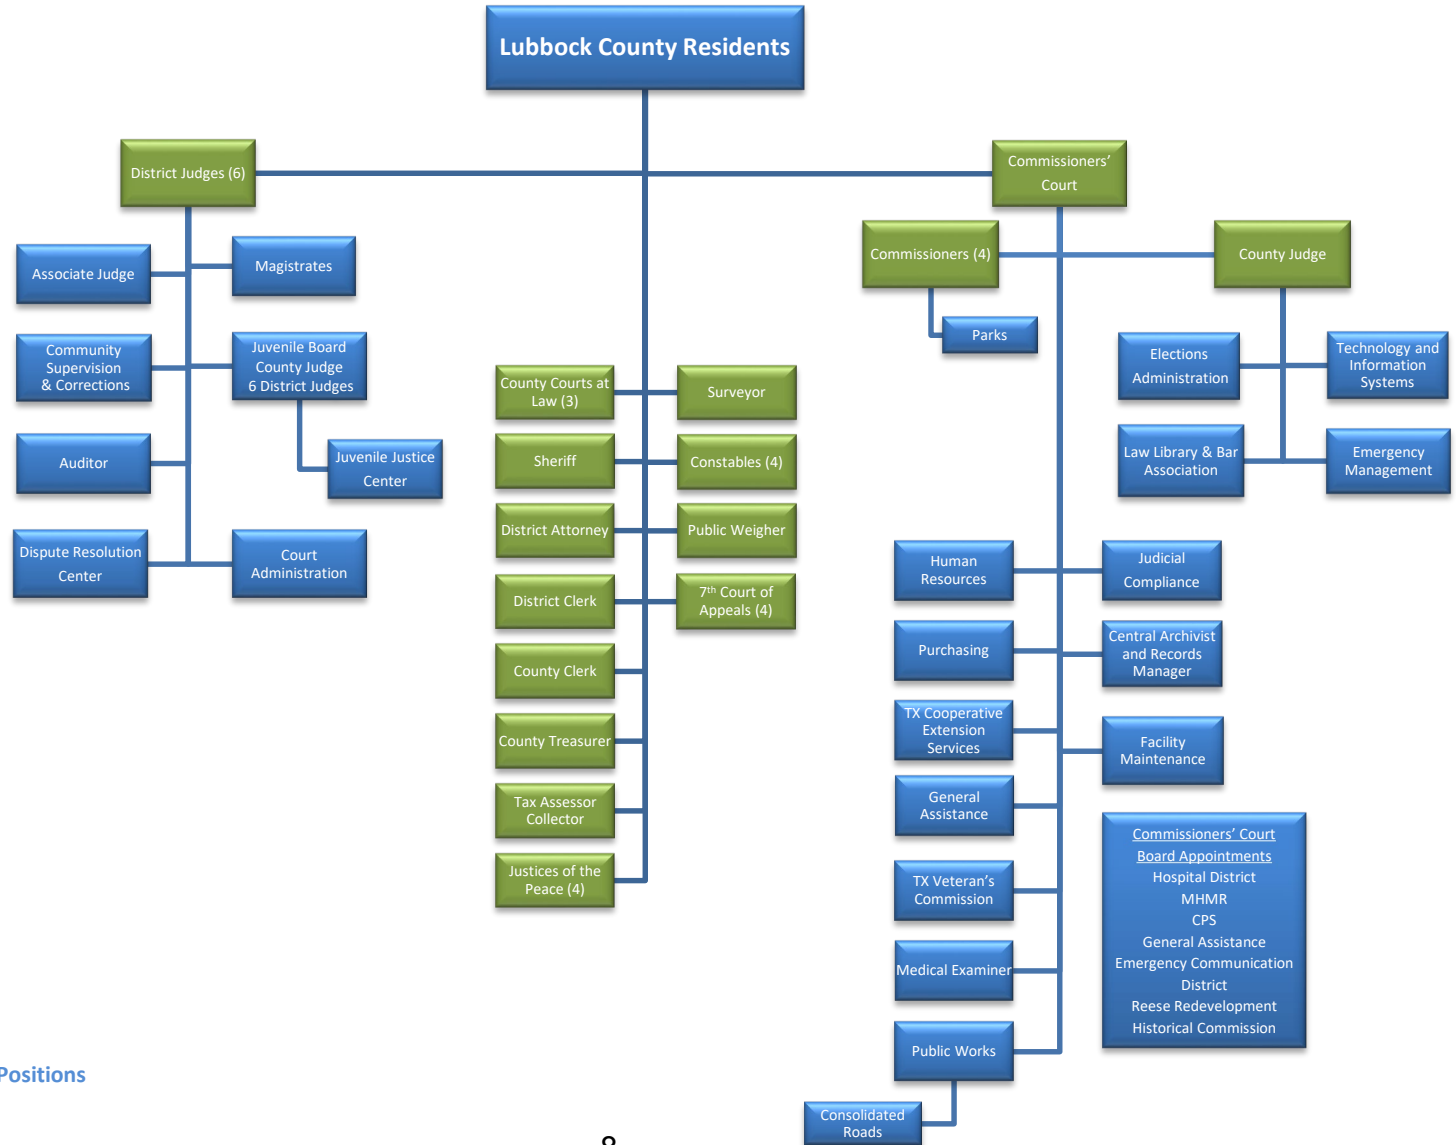 Lubbock County Residents
District Judges (6)
Commissioners'
Court
Associate Judge
Magistrates
Community
Supervision
& Corrections
Juvenile Board
County Judge
6 District Judges
Auditor
Juvenile Justice
Center
Dispute Resolution
Center
Court
Administration
County Courts at
Law (3)
Surveyor
Sheriff
Constables (4)
District Attorney
Public Weigher
District Clerk
7th Court of
Appeals (4)
County Clerk
County Treasurer
Tax Assessor
Collector
Justices of the
Peace (4)
Commissioners (4)
County Judge
Parks
Elections
Administration
Technology and
Information
Systems
Law Library & Bar
Association
Emergency
Management
Human
Resources
Judicial
Compliance
Purchasing
Central Archivist
and Records
Manager
TX Cooperative
Extension
Services
Facility
Maintenance
General
Assistance
TX Veteran's
Commission
Medical Examiner
Public Works
Consolidated
Roads
Commissioners' Court
Board Appointments
Hospital District
MHMR
CPS
General Assistance
Emergency Communication
District
Reese Redevelopment
Historical Commission
Positions